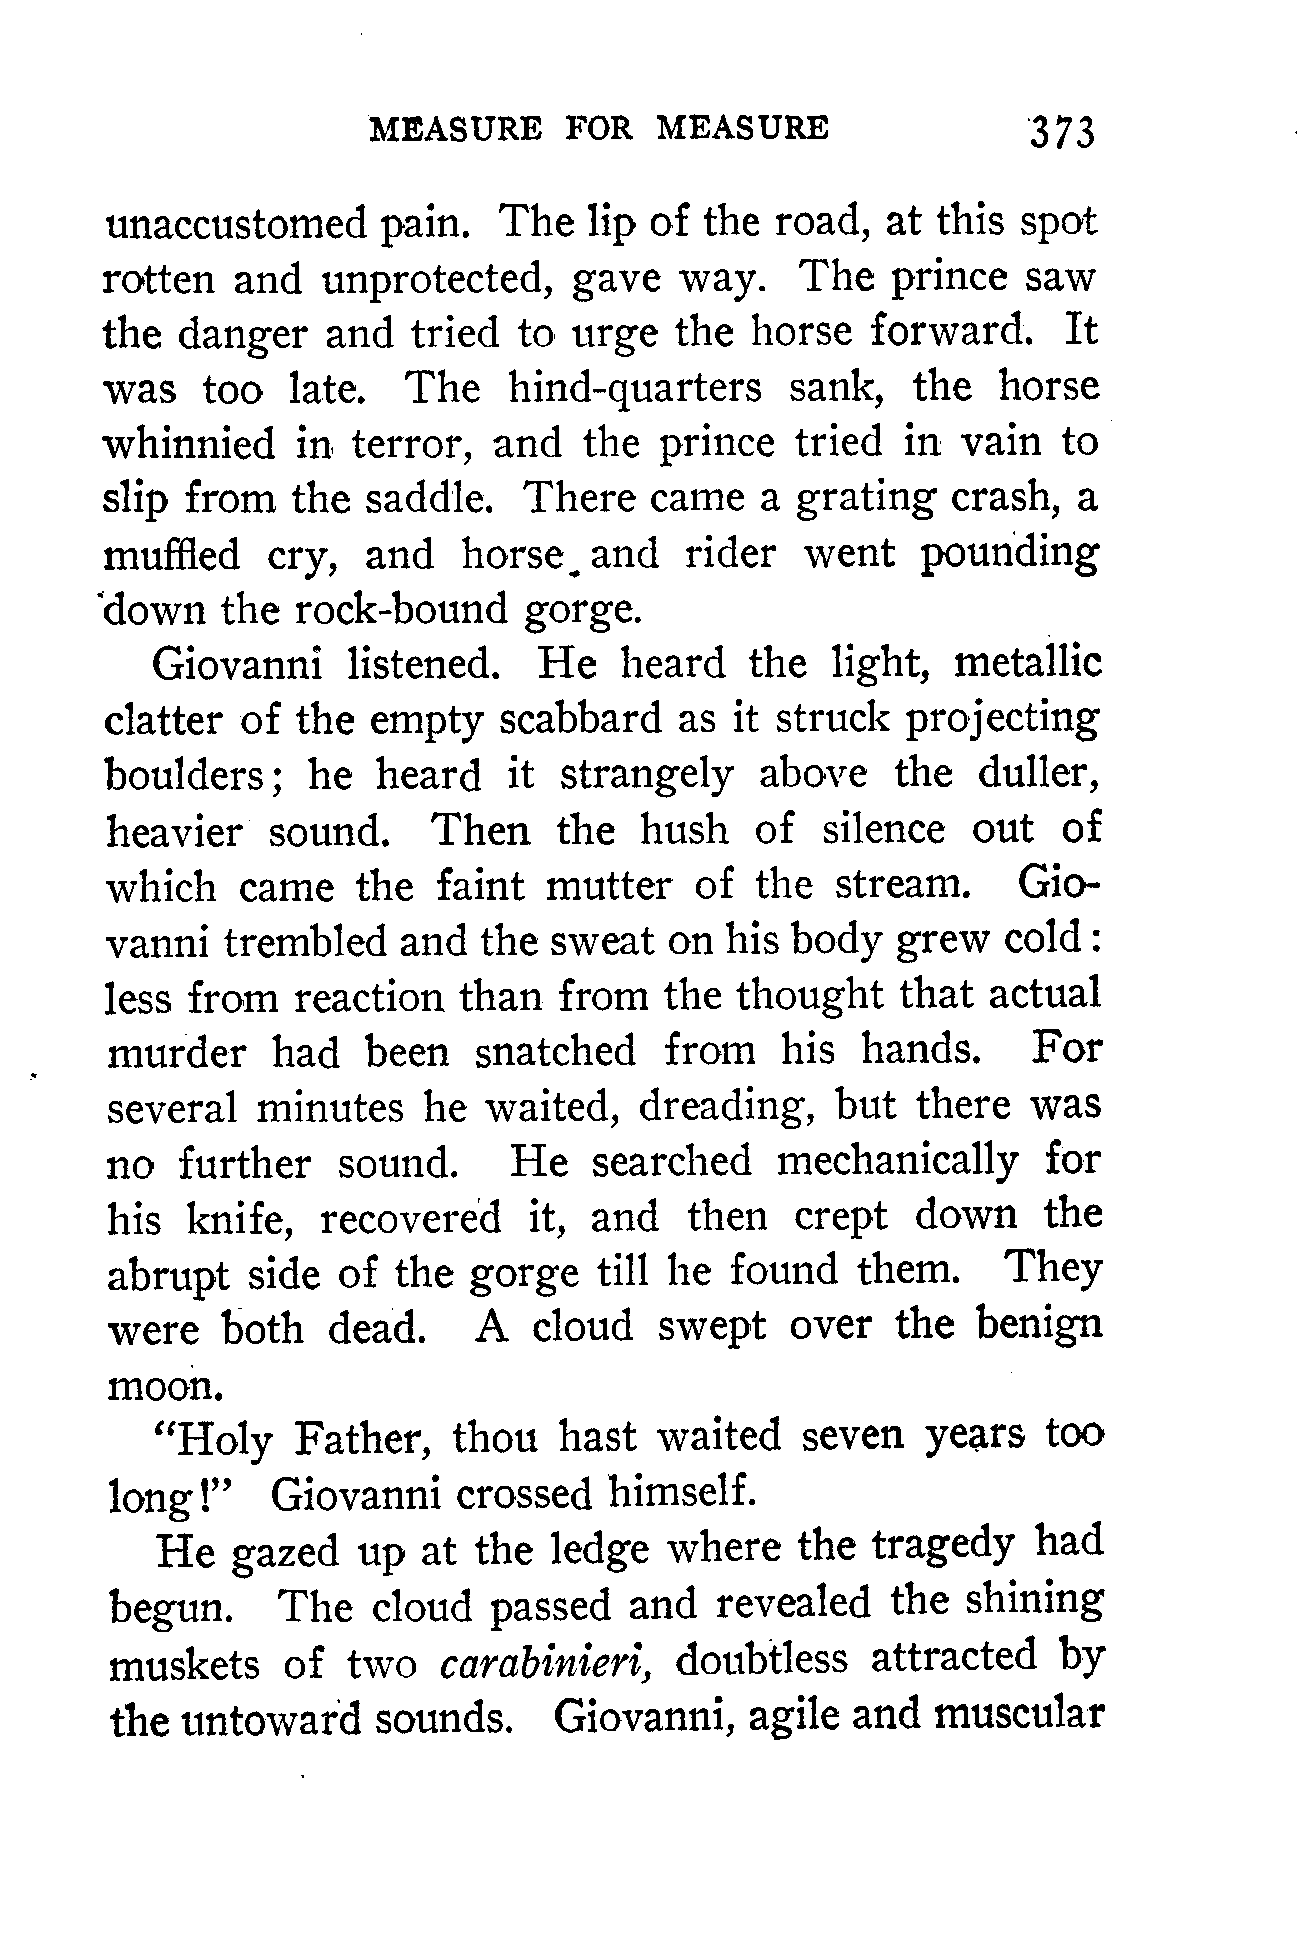 MEASURE FOR MEASURE 373
unaccustomed pain. The lip of the road, at this spot
rotten and unprotected, gave way. The prince saw
the danger and tried to urge the horse forward. It
was too late. The hind-quarters sank, the horse
whinnied in terror, and the prince tried in vain to
slip from the saddle. There came a grating crash, a
muffled cry, and horse and rider went pounding
down the rock-bound gorge.
Giovanni listened. He heard the light, metallic
clatter of the empty scabbard as it struck projecting
boulders; he heard it strangely above the duller,
heavier sound. Then the hush of silence out of
which came the faint mutter of the stream. Gio-
vanni trembled and the sweat on his body grew cold:
less from reaction than from the thought that actual
murder had been snatched from his hands. For
several minutes he waited, dreading, but there was
no further sound. He searched mechanically for
his knife, recovered it, and then crept down the
abrupt side of the gorge till he found them. They
were both dead. A cloud swept over the benign
moon.
"Holy Father, thou hast waited seven years too
long!" Giovanni crossed himself.
He gazed up at the ledge where the tragedy had
begun. The cloud passed and revealed the shining
muskets of two carabinieri, doubtless attracted by
the untoward sounds. Giovanni, agile and muscular